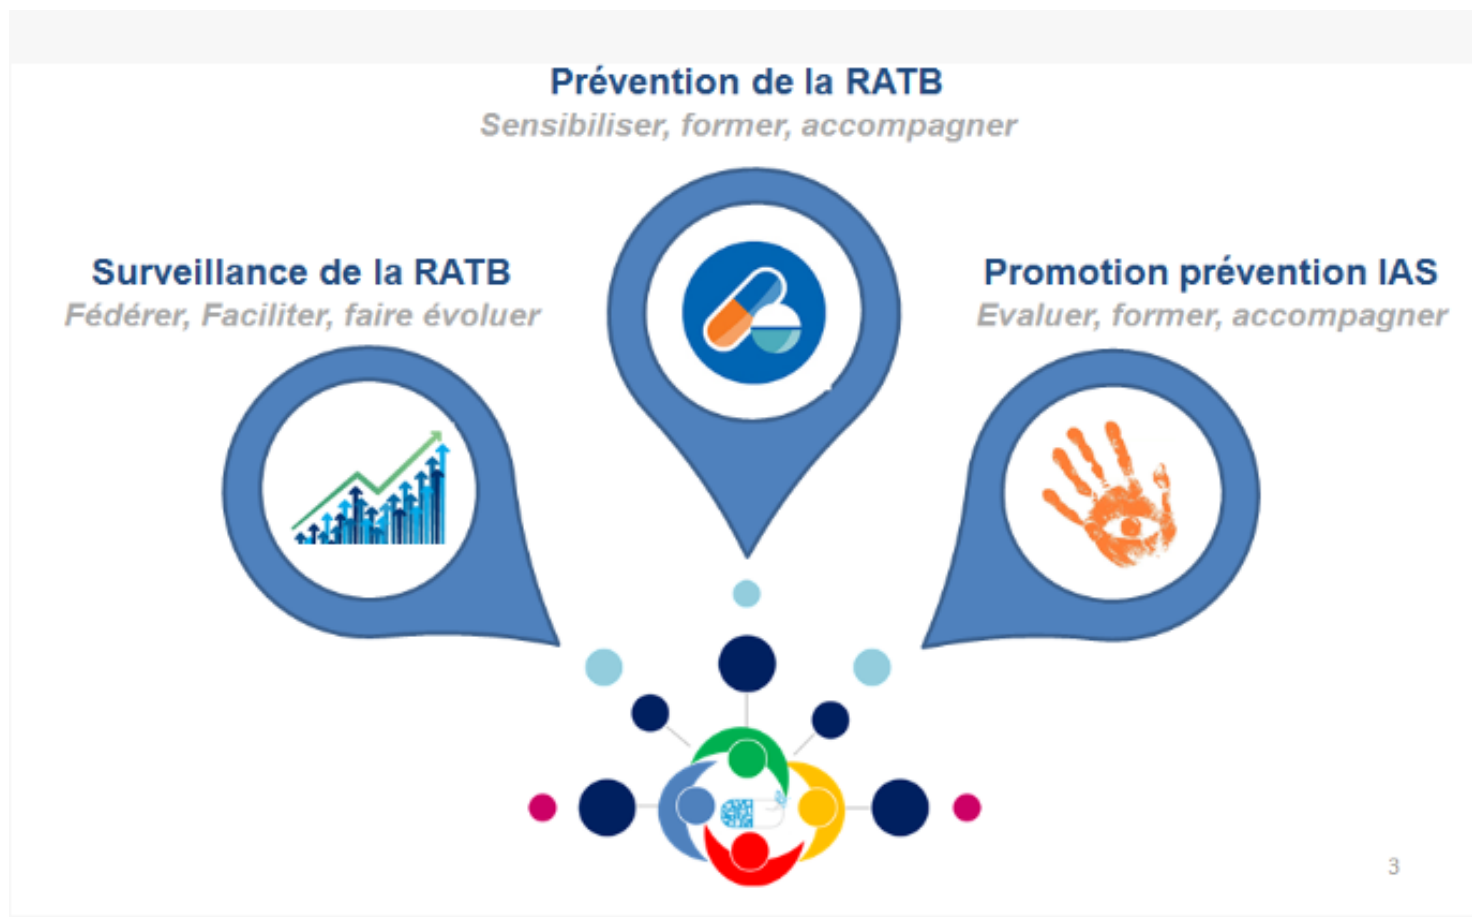 Prévention de la RATB
Sensibiliser, former, accompagner
Surveillance de la RATB
Fédérer, Faciliter, faire évoluer
Promotion prévention IAS
Evaluer, former, accompagner
3